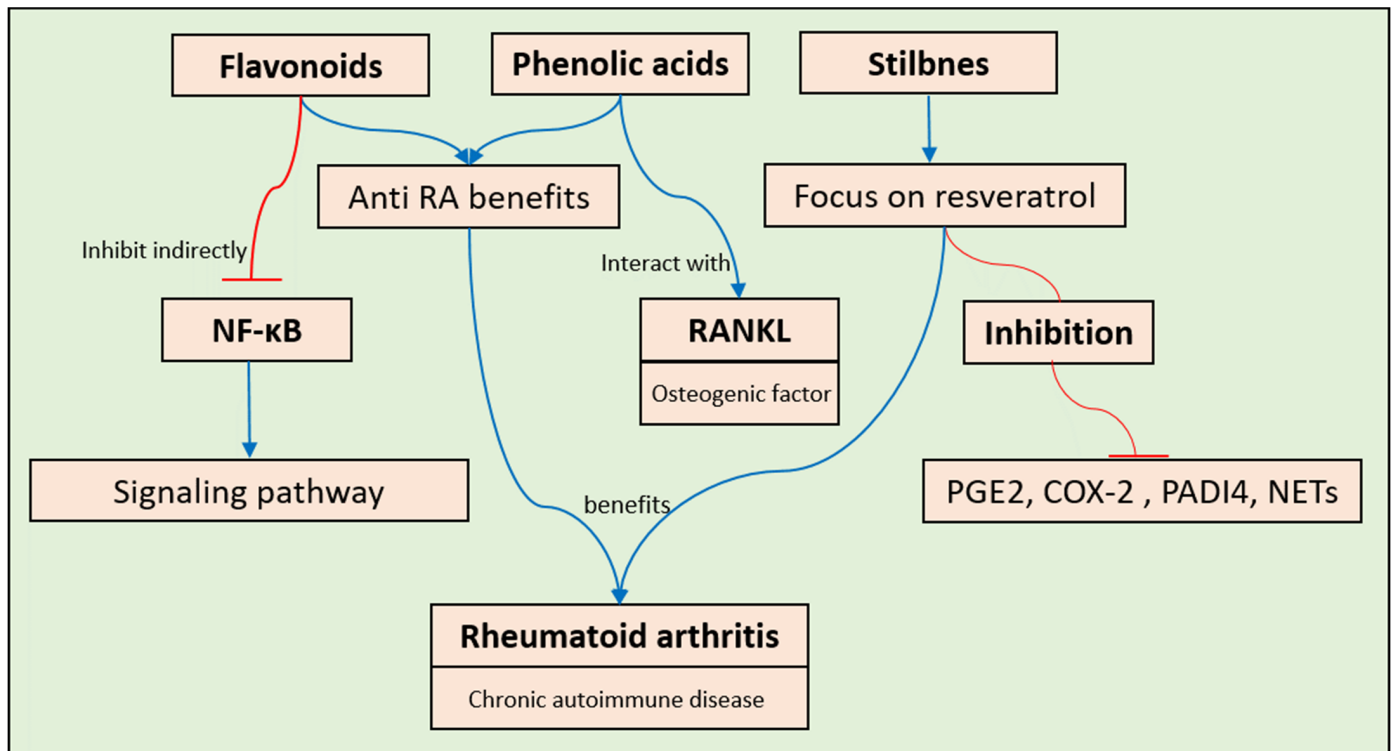 Flavonoids
Phenolic acids
Stilbnes
Anti RA benefits
Focus on resveratrol
Inhibit indirectly
Interact with
NF-κB
RANKL
Osteogenic factor
Inhibition
Signaling pathway
PGE2, COX-2 , PADI4, NETs
benefits
Rheumatoid arthritis
Chronic autoimmune disease